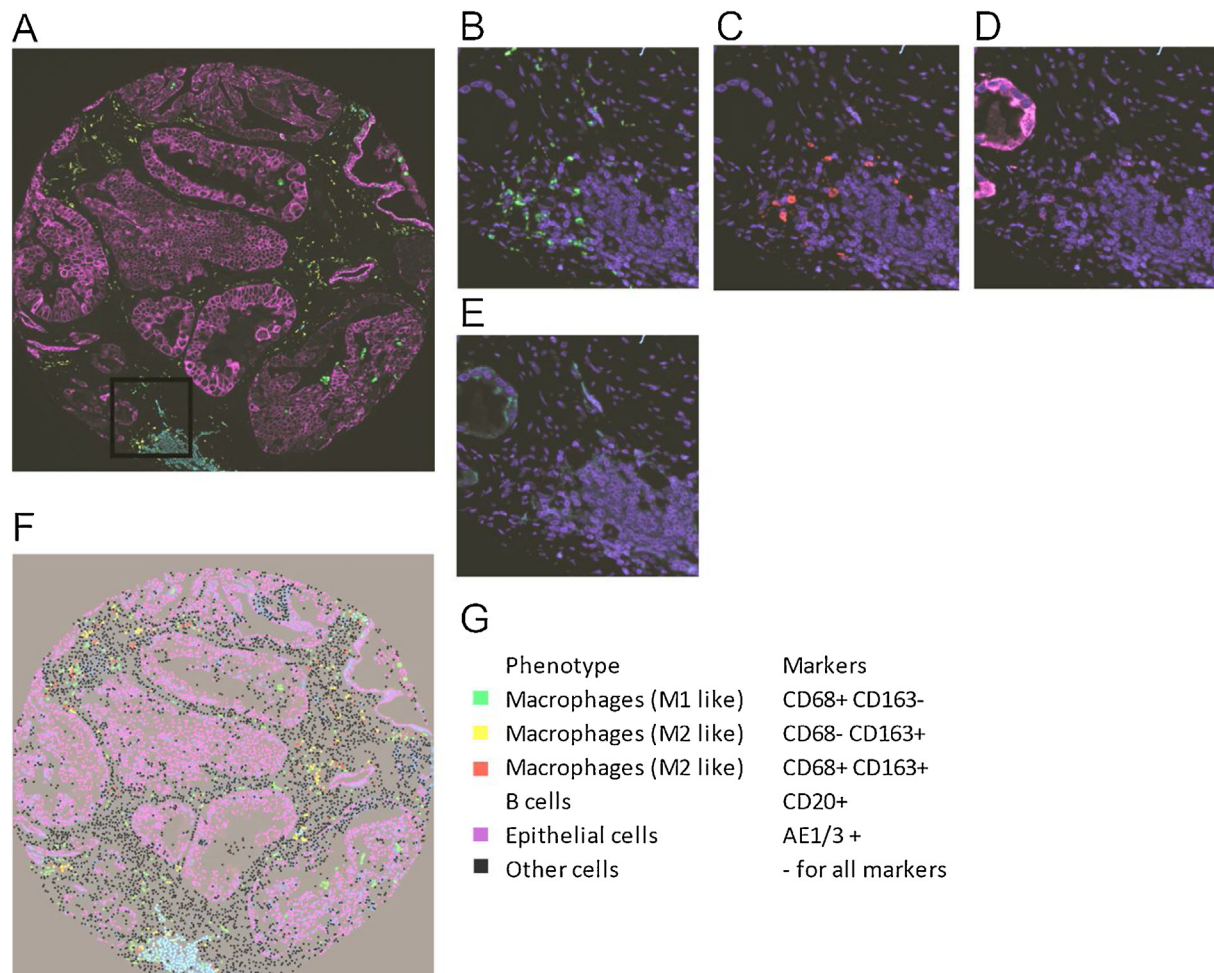 A
B
C
D
E
F
G
Phenotype Markers
Macrophages (M1 like) CD68+ CD163-
Macrophages (M2 like) CD68- CD163+
Macrophages (M2 like) CD68+ CD163+
B cells CD20+
Epithelial cells AE1/3 +
Other cells - for all markers